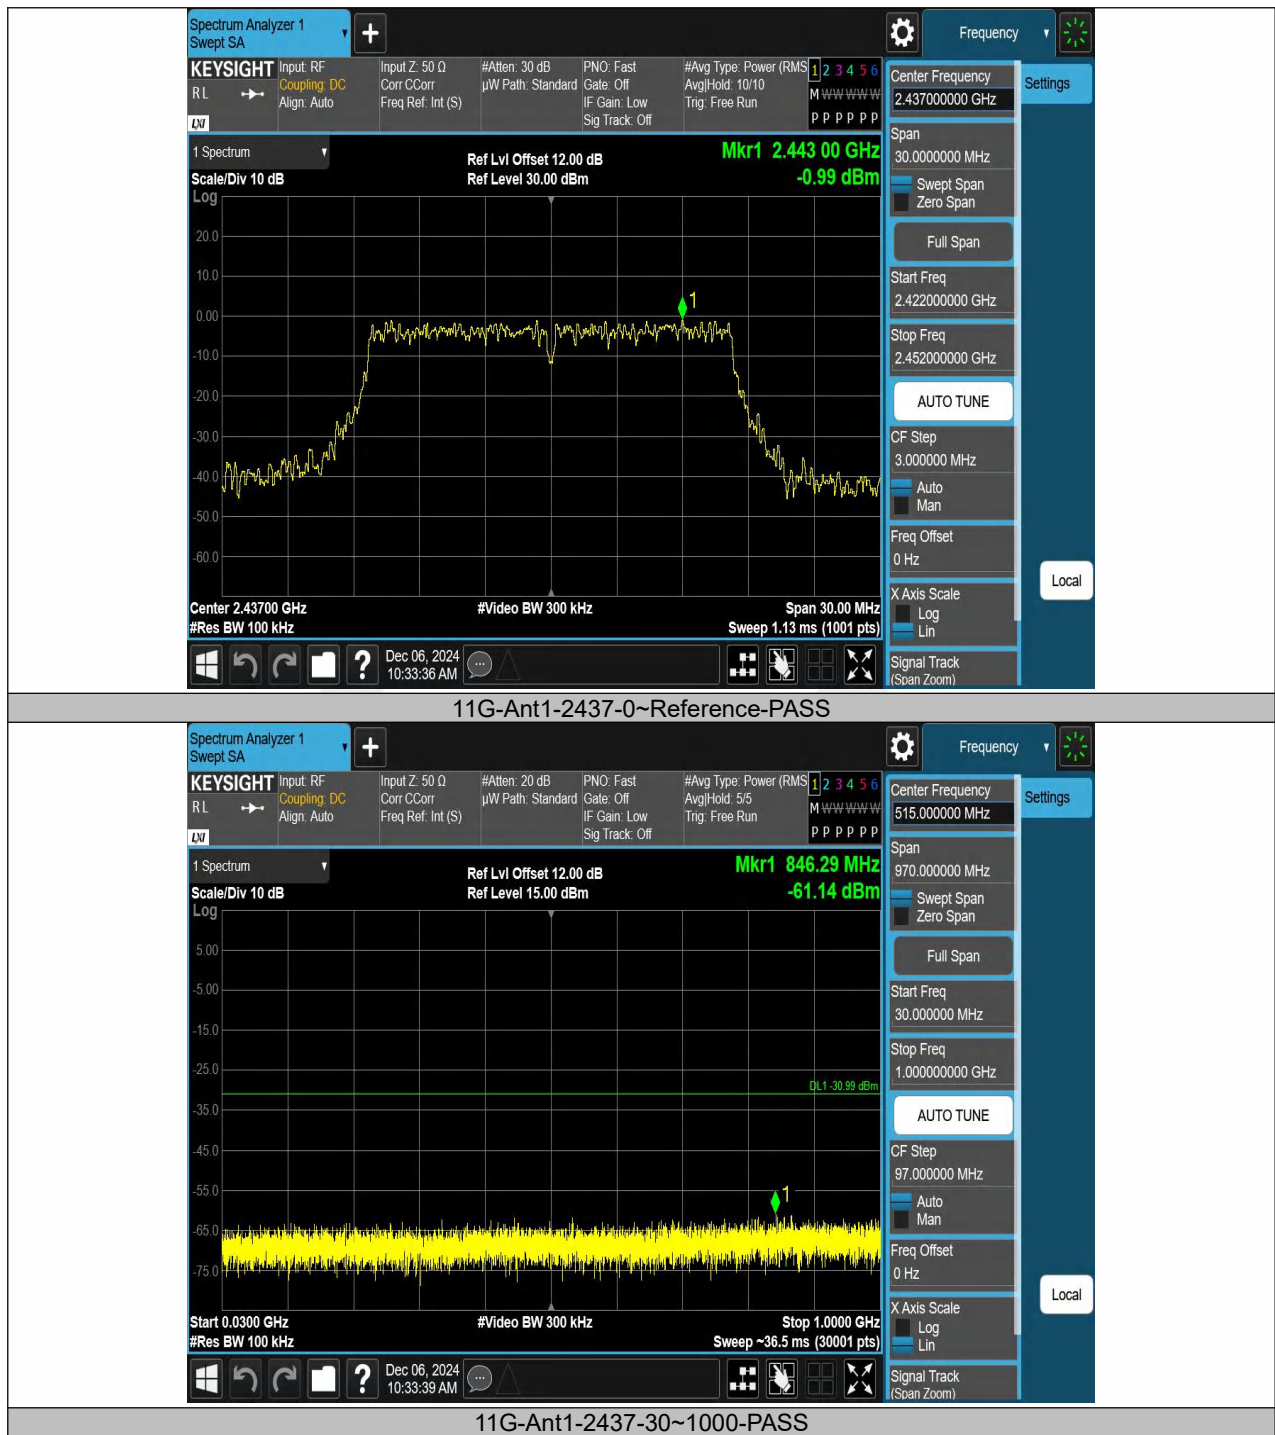 Spectrum Analyzer 1
Swept SA
+
Frequency
KEYSIGHT
RL
LXI
Input: RF
Coupling: DC
Align: Auto
Input Z: 50 Ω
Corr CCorr
Freq Ref: Int (S)
#Atten: 30 dB
µW Path: Standard
PNO: Fast
Gate: Off
IF Gain: Low
Sig Track: Off
#Avg Type: Power (RMS
Avg|Hold: 10/10
Trig: Free Run
1 2 3 4 5 6
M W W W W W
P P P P P P
1 Spectrum
Scale/Div 10 dB
Ref Lvl Offset 12.00 dB
Ref Level 30.00 dBm
Mkr1 2.443 00 GHz
-0.99 dBm
Log
20.0
10.0
0.00
-10.0
-20.0
-30.0
-40.0
-50.0
-60.0
1
Center 2.43700 GHz
#Res BW 100 kHz
#Video BW 300 kHz
Span 30.00 MHz
Sweep 1.13 ms (1001 pts)
?
Dec 06, 2024
10:33:36 AM
Center Frequency
2.437000000 GHz
Settings
Span
30.0000000 MHz
Swept Span
Zero Span
Full Span
Start Freq
2.422000000 GHz
Stop Freq
2.452000000 GHz
AUTO TUNE
CF Step
3.000000 MHz
Auto
Man
Freq Offset
0 Hz
X Axis Scale
Log
Lin
Local
Signal Track
(Span Zoom)
11G-Ant1-2437-0~Reference-PASS
Spectrum Analyzer 1
Swept SA
+
Frequency
KEYSIGHT
RL
LXI
Input: RF
Coupling: DC
Align: Auto
Input Z: 50 Ω
Corr CCorr
Freq Ref: Int (S)
#Atten: 20 dB
µW Path: Standard
PNO: Fast
Gate: Off
IF Gain: Low
Sig Track: Off
#Avg Type: Power (RMS
Avg|Hold: 5/5
Trig: Free Run
1 2 3 4 5 6
M W W W W W
P P P P P P
1 Spectrum
Scale/Div 10 dB
Ref Lvl Offset 12.00 dB
Ref Level 15.00 dBm
Mkr1 846.29 MHz
-61.14 dBm
Log
5.00
-5.00
-15.0
-25.0
-35.0
-45.0
-55.0
-65.0
-75.0
DL1 -30.99 dBm
1
Start 0.0300 GHz
#Res BW 100 kHz
#Video BW 300 kHz
Stop 1.0000 GHz
Sweep ~36.5 ms (30001 pts)
?
Dec 06, 2024
10:33:39 AM
Center Frequency
515.000000 MHz
Settings
Span
970.000000 MHz
Swept Span
Zero Span
Full Span
Start Freq
30.000000 MHz
Stop Freq
1.000000000 GHz
AUTO TUNE
CF Step
97.000000 MHz
Auto
Man
Freq Offset
0 Hz
X Axis Scale
Log
Lin
Local
Signal Track
(Span Zoom)
11G-Ant1-2437-30~1000-PASS